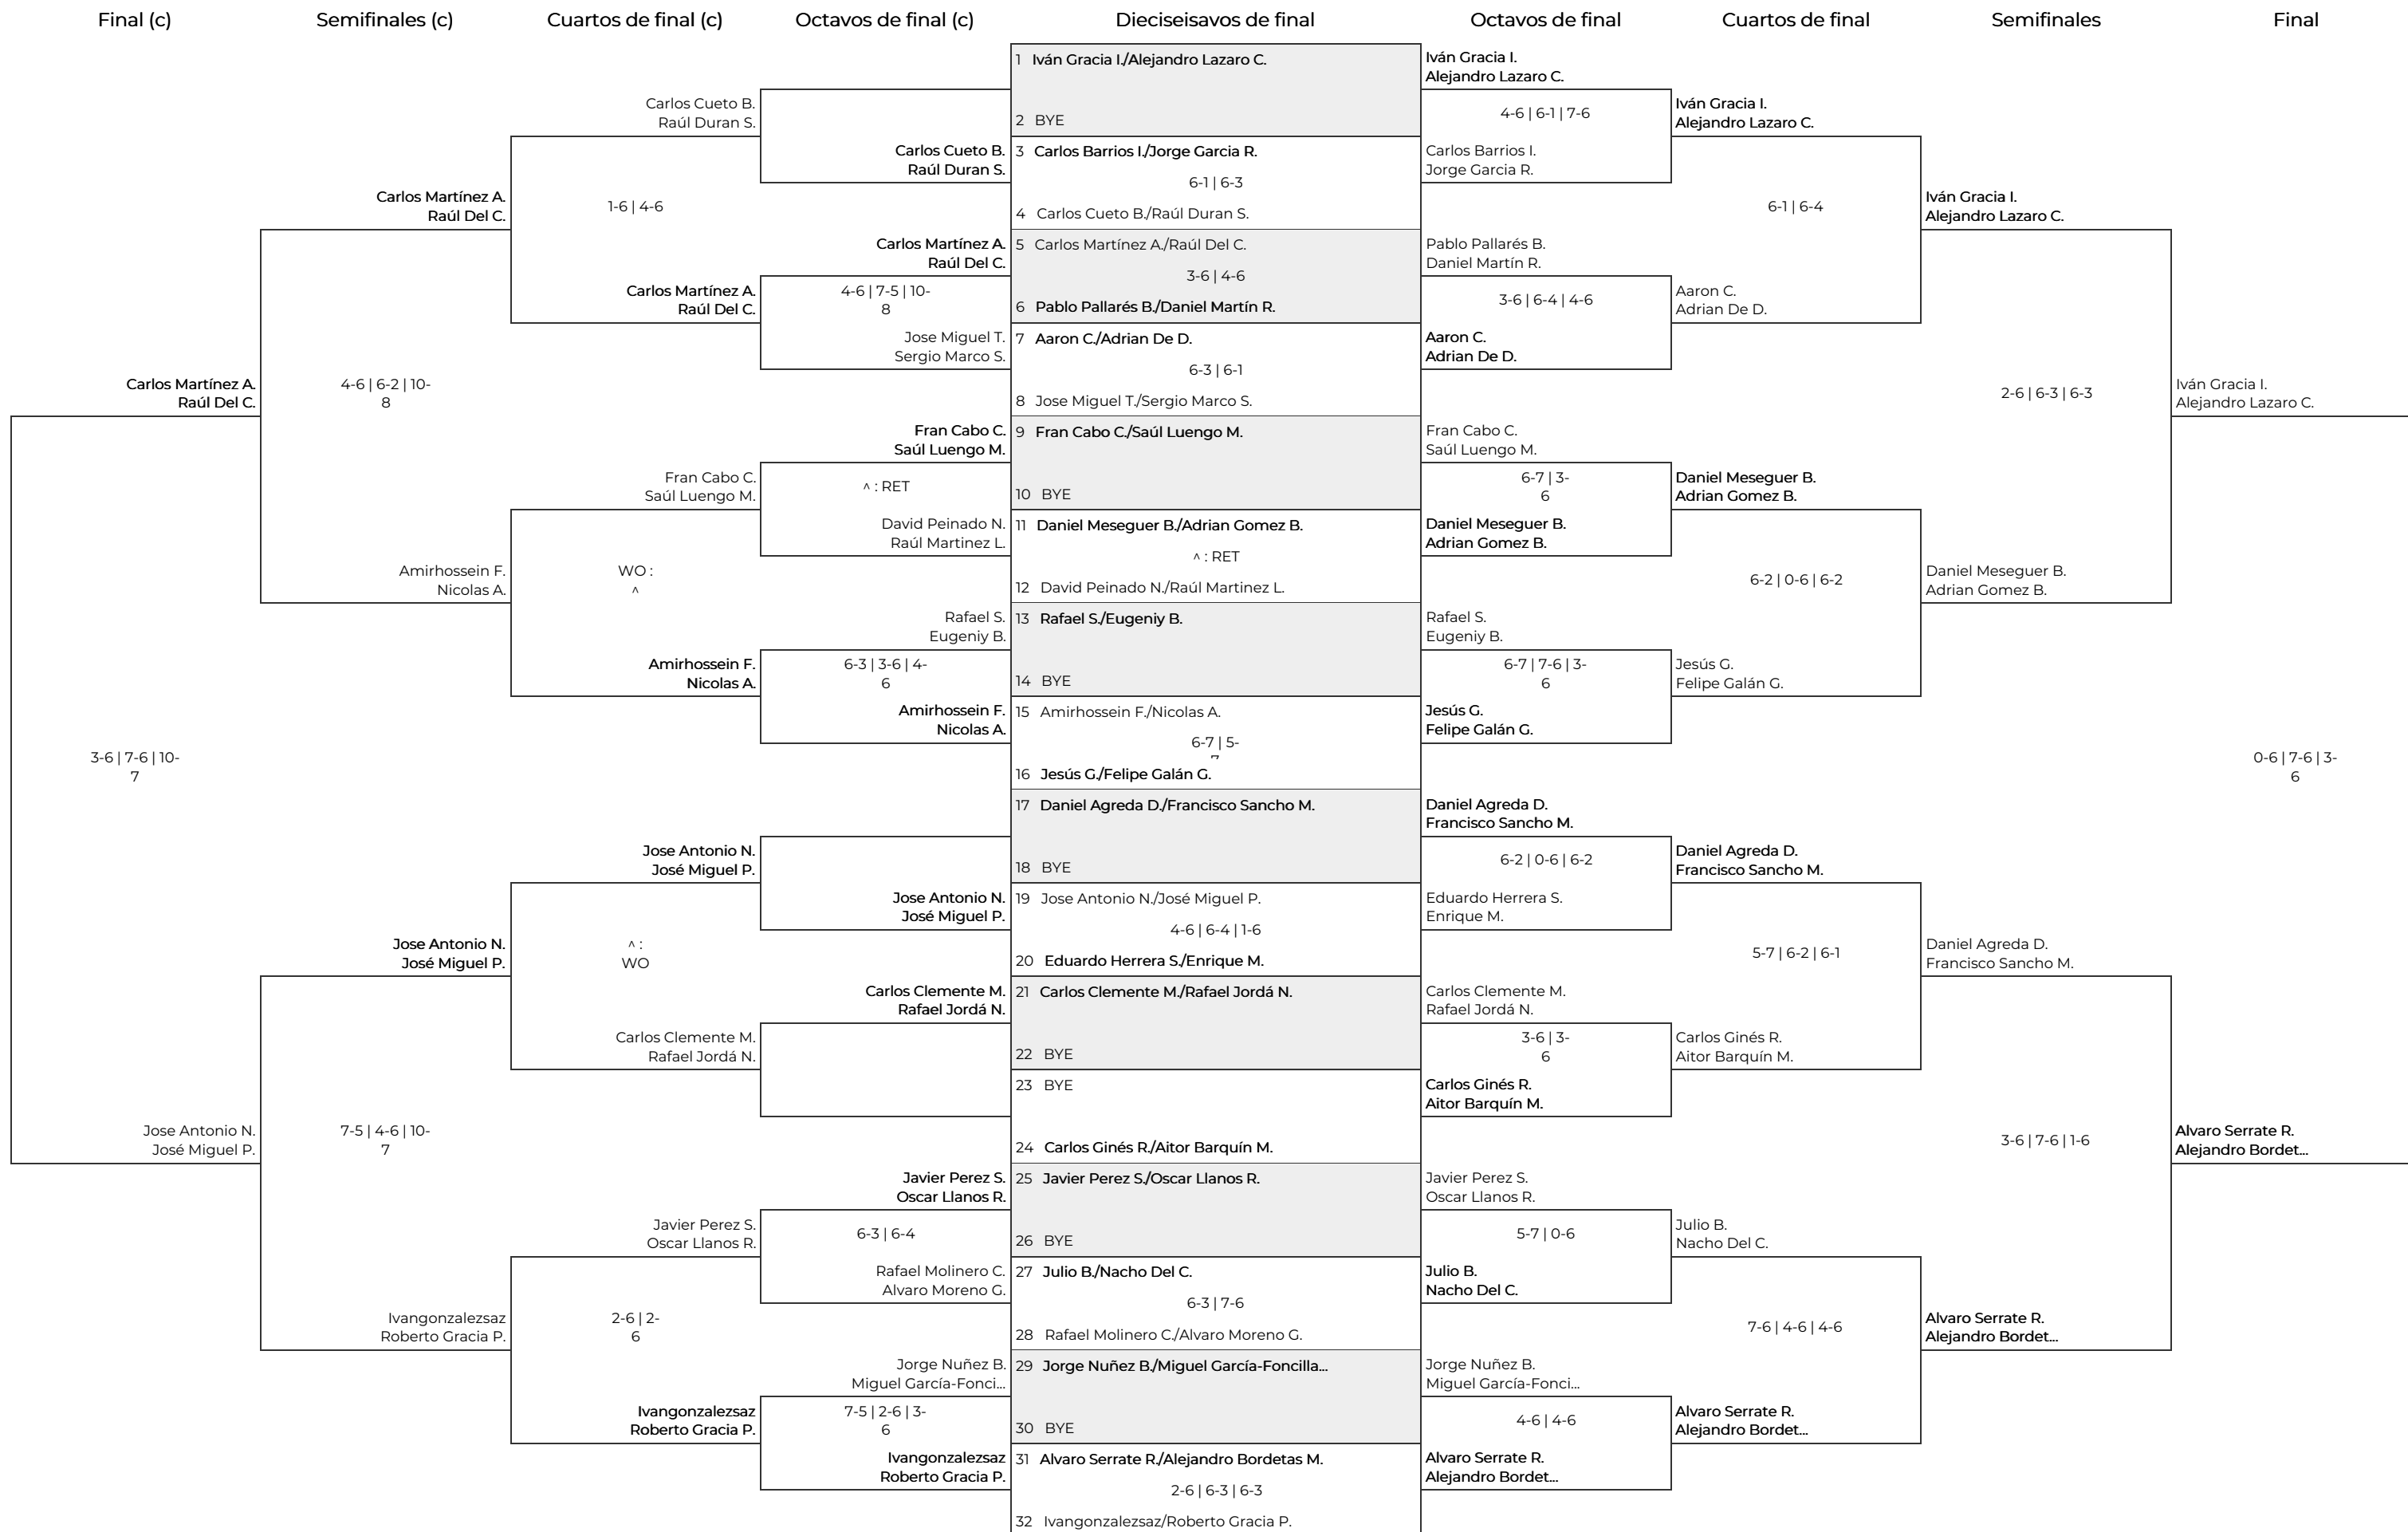 Final (c)
Semifinales (c)
Cuartos de final (c)
Octavos de final (c)
Dieciseisavos de final
Octavos de final
Cuartos de final
Semifinales
Final
Carlos Martínez A.
Raúl Del C.
3-6 | 7-6 | 10-
7
Jose Antonio N.
José Miguel P.
Carlos Martínez A.
Raúl Del C.
4-6 | 6-2 | 10-
8
Amirhossein F.
Nicolas A.
Jose Antonio N.
José Miguel P.
7-5 | 4-6 | 10-
7
Ivangonzalezsaz
Roberto Gracia P.
Carlos Cueto B.
Raúl Duran S.
1-6 | 4-6
Carlos Martínez A.
Raúl Del C.
Fran Cabo C.
Saúl Luengo M.
WO :
^
Amirhossein F.
Nicolas A.
Jose Antonio N.
José Miguel P.
^ :
WO
Carlos Clemente M.
Rafael Jordá N.
Javier Perez S.
Oscar Llanos R.
2-6 | 2-
6
Ivangonzalezsaz
Roberto Gracia P.
Carlos Cueto B.
Raúl Duran S.
Carlos Martínez A.
Raúl Del C.
4-6 | 7-5 | 10-
8
Jose Miguel T.
Sergio Marco S.
Fran Cabo C.
Saúl Luengo M.
^ : RET
David Peinado N.
Raúl Martinez L.
Rafael S.
Eugeniy B.
6-3 | 3-6 | 4-
6
Amirhossein F.
Nicolas A.
Jose Antonio N.
José Miguel P.
Carlos Clemente M.
Rafael Jordá N.
Javier Perez S.
Oscar Llanos R.
6-3 | 6-4
Rafael Molinero C.
Alvaro Moreno G.
Jorge Nuñez B.
Miguel García-Fonci...
7-5 | 2-6 | 3-
6
Ivangonzalezsaz
Roberto Gracia P.
1 Iván Gracia I./Alejandro Lazaro C.
2 BYE
3 Carlos Barrios I./Jorge Garcia R.
6-1 | 6-3
4 Carlos Cueto B./Raúl Duran S.
5 Carlos Martínez A./Raúl Del C.
3-6 | 4-6
6 Pablo Pallarés B./Daniel Martín R.
7 Aaron C./Adrian De D.
6-3 | 6-1
8 Jose Miguel T./Sergio Marco S.
9 Fran Cabo C./Saúl Luengo M.
10 BYE
11 Daniel Meseguer B./Adrian Gomez B.
^ : RET
12 David Peinado N./Raúl Martinez L.
13 Rafael S./Eugeniy B.
14 BYE
15 Amirhossein F./Nicolas A.
6-7 | 5-
7
16 Jesús G./Felipe Galán G.
17 Daniel Agreda D./Francisco Sancho M.
18 BYE
19 Jose Antonio N./José Miguel P.
4-6 | 6-4 | 1-6
20 Eduardo Herrera S./Enrique M.
21 Carlos Clemente M./Rafael Jordá N.
22 BYE
23 BYE
24 Carlos Ginés R./Aitor Barquín M.
25 Javier Perez S./Oscar Llanos R.
26 BYE
27 Julio B./Nacho Del C.
6-3 | 7-6
28 Rafael Molinero C./Alvaro Moreno G.
29 Jorge Nuñez B./Miguel García-Foncilla...
30 BYE
31 Alvaro Serrate R./Alejandro Bordetas M.
2-6 | 6-3 | 6-3
32 Ivangonzalezsaz/Roberto Gracia P.
Iván Gracia I.
Alejandro Lazaro C.
4-6 | 6-1 | 7-6
Carlos Barrios I.
Jorge Garcia R.
Pablo Pallarés B.
Daniel Martín R.
3-6 | 6-4 | 4-6
Aaron C.
Adrian De D.
Fran Cabo C.
Saúl Luengo M.
6-7 | 3-
6
Daniel Meseguer B.
Adrian Gomez B.
Rafael S.
Eugeniy B.
6-7 | 7-6 | 3-
6
Jesús G.
Felipe Galán G.
Daniel Agreda D.
Francisco Sancho M.
6-2 | 0-6 | 6-2
Eduardo Herrera S.
Enrique M.
Carlos Clemente M.
Rafael Jordá N.
3-6 | 3-
6
Carlos Ginés R.
Aitor Barquín M.
Javier Perez S.
Oscar Llanos R.
5-7 | 0-6
Julio B.
Nacho Del C.
Jorge Nuñez B.
Miguel García-Fonci...
4-6 | 4-6
Alvaro Serrate R.
Alejandro Bordet...
Iván Gracia I.
Alejandro Lazaro C.
6-1 | 6-4
Aaron C.
Adrian De D.
Daniel Meseguer B.
Adrian Gomez B.
6-2 | 0-6 | 6-2
Jesús G.
Felipe Galán G.
Daniel Agreda D.
Francisco Sancho M.
5-7 | 6-2 | 6-1
Carlos Ginés R.
Aitor Barquín M.
Julio B.
Nacho Del C.
7-6 | 4-6 | 4-6
Alvaro Serrate R.
Alejandro Bordet...
Iván Gracia I.
Alejandro Lazaro C.
2-6 | 6-3 | 6-3
Daniel Meseguer B.
Adrian Gomez B.
Daniel Agreda D.
Francisco Sancho M.
3-6 | 7-6 | 1-6
Alvaro Serrate R.
Alejandro Bordet...
Iván Gracia I.
Alejandro Lazaro C.
0-6 | 7-6 | 3-
6
Alvaro Serrate R.
Alejandro Bordet...